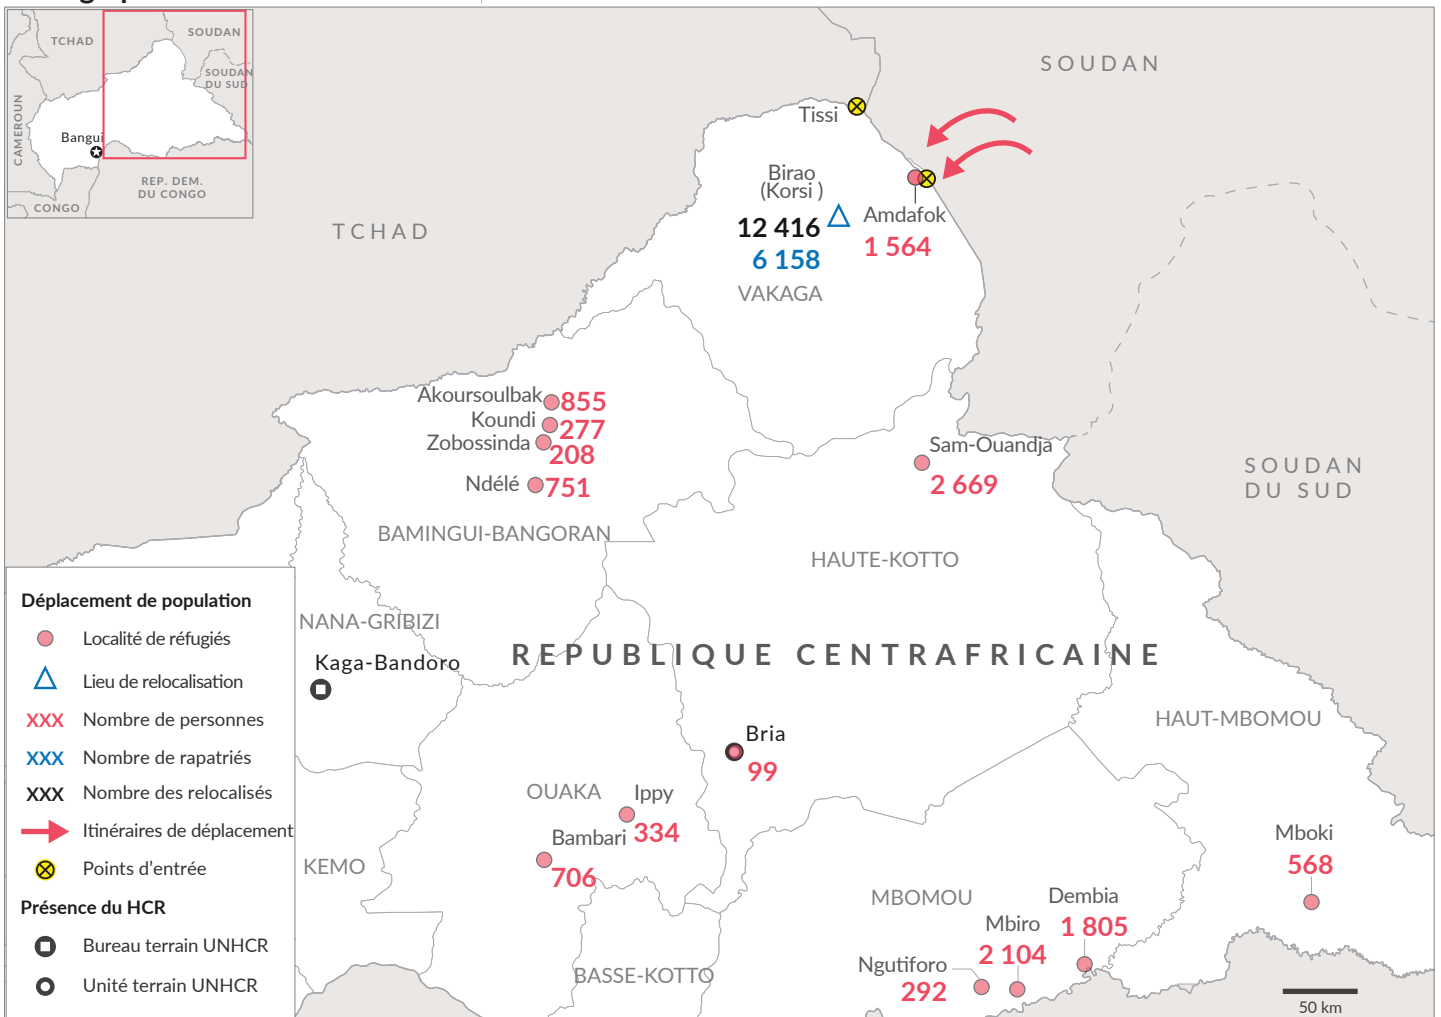 TCHAD
SOUDAN
SOUDAN
DU SUD
CAMEROUN
Bangui
REP. DEM.
DU CONGO
CONGO
SOUDAN
Tissi
Birao
(Korsi )
12 416
6 158
Amdafok
1 564
VAKAGA
TCHAD
Akoursoulbak
855
Koundi
277
Zobossinda
208
Ndélé
751
Sam-Ouandja
2 669
SOUDAN
DU SUD
BAMINGUI-BANGORAN
HAUTE-KOTTO
Déplacement de population
Localité de réfugiés
Lieu de relocalisation
XXX Nombre de personnes
XXX Nombre de rapatriés
XXX Nombre des relocalisés
Itinéraires de déplacement
Points d'entrée
Présence du HCR
Bureau terrain UNHCR
Unité terrain UNHCR
NANA-GRIBIZI
Kaga-Bandoro
REPUBLIQUE CENTRAFRICAINE
HAUT-MBOMOU
Bria
99
OUAKA
Ippy
334
Bambari
706
KEMO
Mboki
568
MBOMOU
Dembia
1 805
Mbiro
2 104
Ngutiforo
292
BASSE-KOTTO
50 km